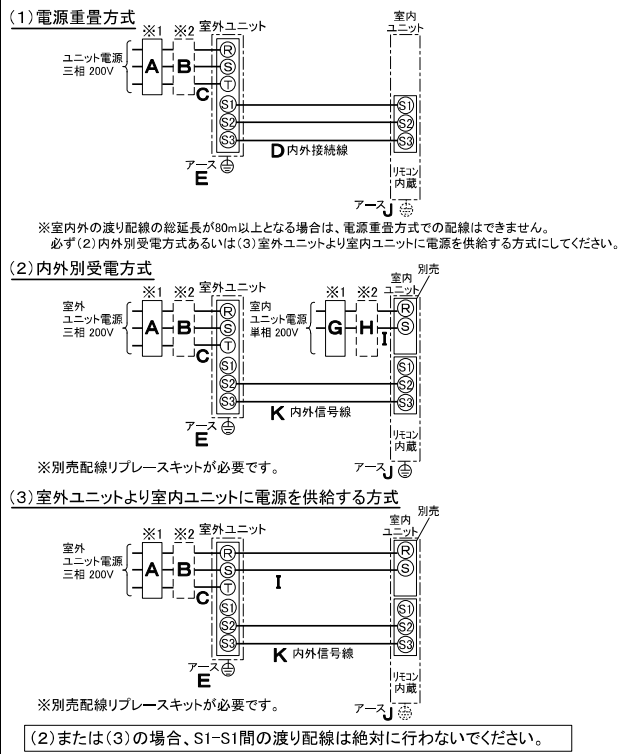 (1)電源重畳方式
※1 ※2 室外ユニット
室内
ユニット
ユニット電源
三相 200V
A B
R
S
T
C
S1
S2
S3
S1
S2
S3
D 内外接続線
アース
E
リモコン
内蔵
アース J
※室内外の渡り配線の総延長が80m以上となる場合は、電源重畳方式での配線はできません。
必ず(2)内外別受電方式あるいは(3)室外ユニットより室内ユニットに電源を供給する方式にしてください。
(2)内外別受電方式
※1 ※2 室外ユニット
※1 ※2
室内
ユニット
別売
室外
ユニット電源
三相 200V
A B
R
S
T
C
室内
ユニット電源
単相 200V
G H
I
R
S
S1
S2
S3
S1
S2
S3
K 内外信号線
アース
E
リモコン
内蔵
アース J
※別売配線リプレースキットが必要です。
(3)室外ユニットより室内ユニットに電源を供給する方式
※1 ※2 室外ユニット
室内
ユニット
別売
室外
ユニット電源
三相 200V
A B
R
S
T
C
I
R
S
S1
S2
S3
S1
S2
S3
K 内外信号線
アース
E
リモコン
内蔵
アース J
※別売配線リプレースキットが必要です。
(2)または(3)の場合、S1-S1間の渡り配線は絶対に行わないでください。